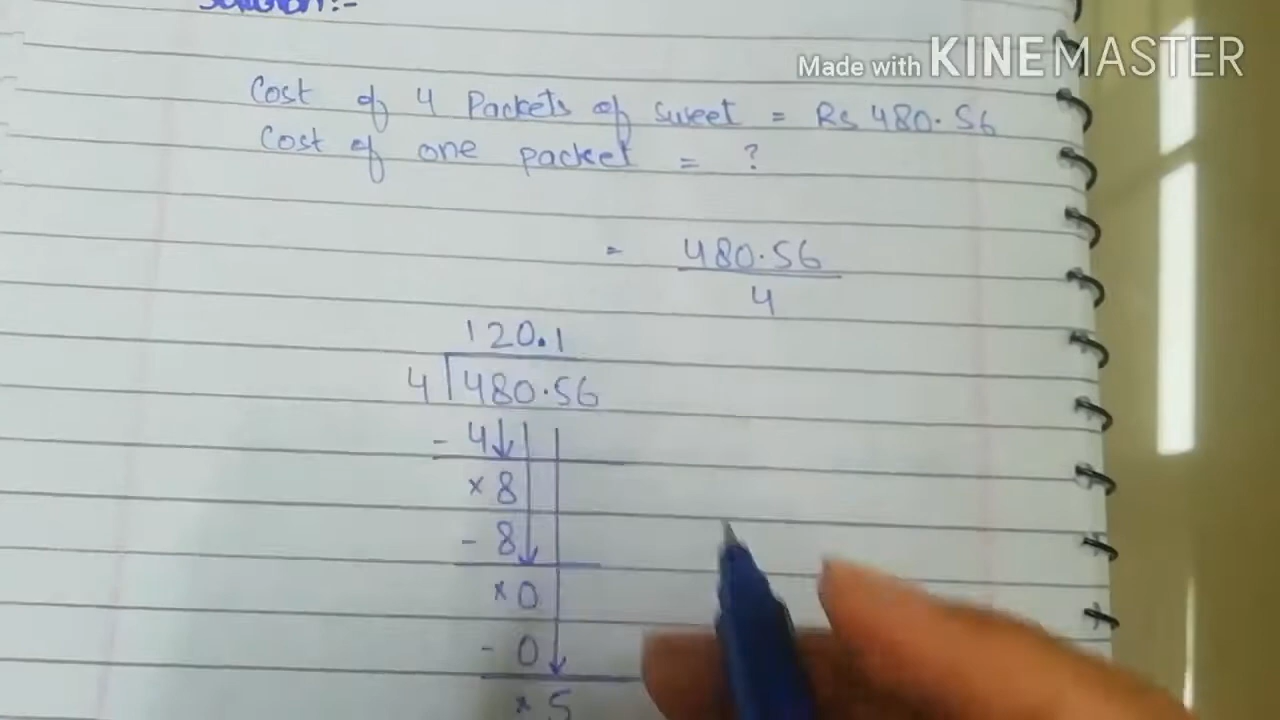 Solution:-
Made with KINEMASTER
Cost of 4 Packets of sweet = Rs 480.56
Cost of one packet = ?
= 480.56
4
120.1
4 480.56
- 4
× 8
- 8
× 0
- 0
× 5